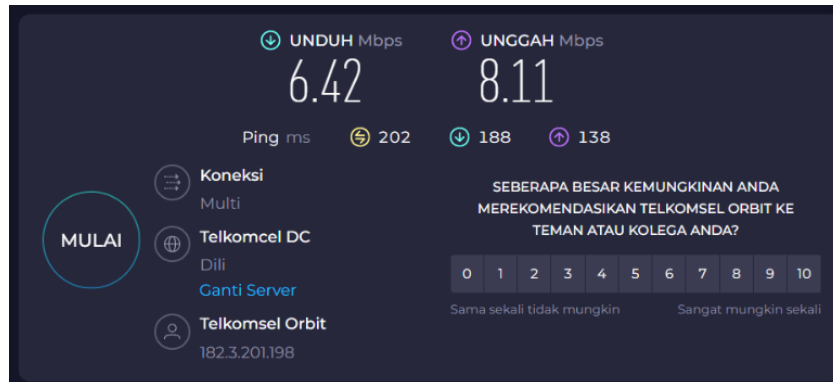 UNDUH Mbps
6.42
UNGGAH Mbps
8.11
Ping ms 202 188 138
MULAI
Koneksi
Multi
Telkomcel DC
Dili
Ganti Server
Telkomsel Orbit
182.3.201.198
SEBERAPA BESAR KEMUNGKINAN ANDA
MEREKOMENDASIKAN TELKOMSEL ORBIT KE
TEMAN ATAU KOLEGA ANDA?
0 1 2 3 4 5 6 7 8 9 10
Sama sekali tidak mungkin Sangat mungkin sekali